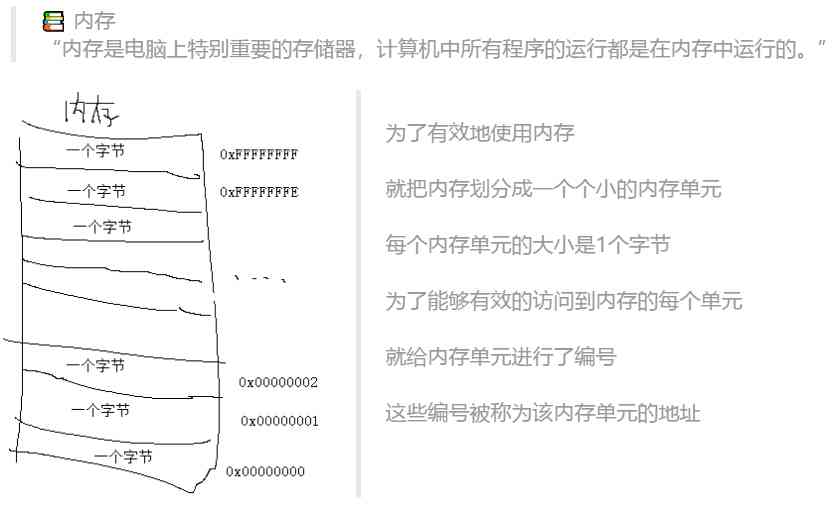 📚 内存
“内存是电脑上特别重要的存储器，计算机中所有程序的运行都是在内存中运行的。”
内存
一个字节 0xFFFFFFFF
一个字节 0xFFFFFFFE
一个字节
一个字节
0x00000002
一个字节
0x00000001
一个字节
0x00000000
为了有效地使用内存
就把内存划分成一个个小的内存单元
每个内存单元的大小是1个字节
为了能够有效的访问到内存的每个单元
就给内存单元进行了编号
这些编号被称为该内存单元的地址